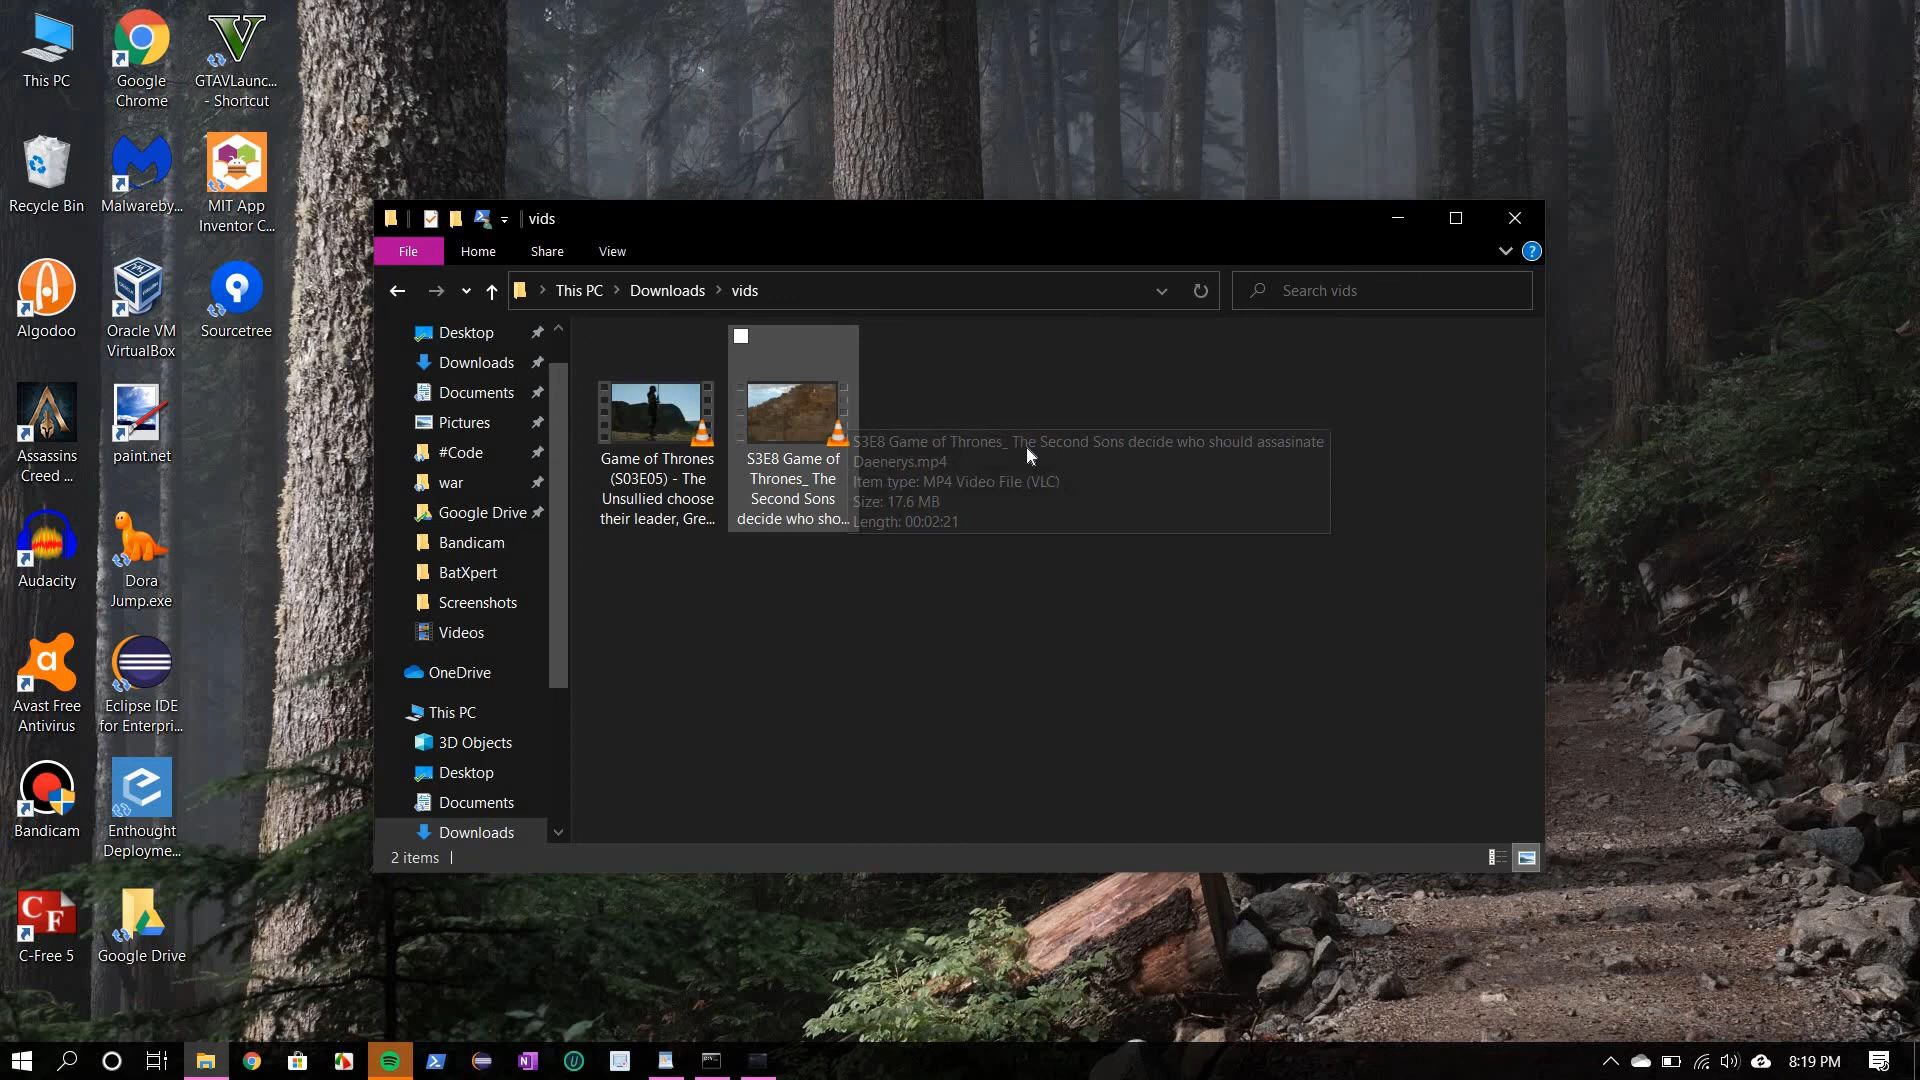 This PC
Google
Chrome
GTAVLaunc...
- Shortcut
Recycle Bin
Malwareby...
MIT App
Inventor C...
Algodoo
Oracle VM
VirtualBox
Sourcetree
Assassins
Creed ...
paint.net
Audacity
Dora
Jump.exe
Avast Free
Antivirus
Eclipse IDE
for Enterpri...
Bandicam
Enthought
Deployme...
C-Free 5
Google Drive
vids
File
Home
Share
View
This PC
Downloads
vids
Search vids
Desktop
Downloads
Documents
Pictures
#Code
war
Google Drive
Bandicam
BatXpert
Screenshots
Videos
OneDrive
This PC
3D Objects
Desktop
Documents
Downloads
Game of Thrones
(S03E05) - The
Unsullied choose
their leader, Gre...
S3E8 Game of
Thrones_ The
Second Sons
decide who sho...
S3E8 Game of Thrones_ The Second Sons decide who should assasinate
Daenerys.mp4
Item type: MP4 Video File (VLC)
Size: 17.6 MB
Length: 00:02:21
2 items
8:19 PM